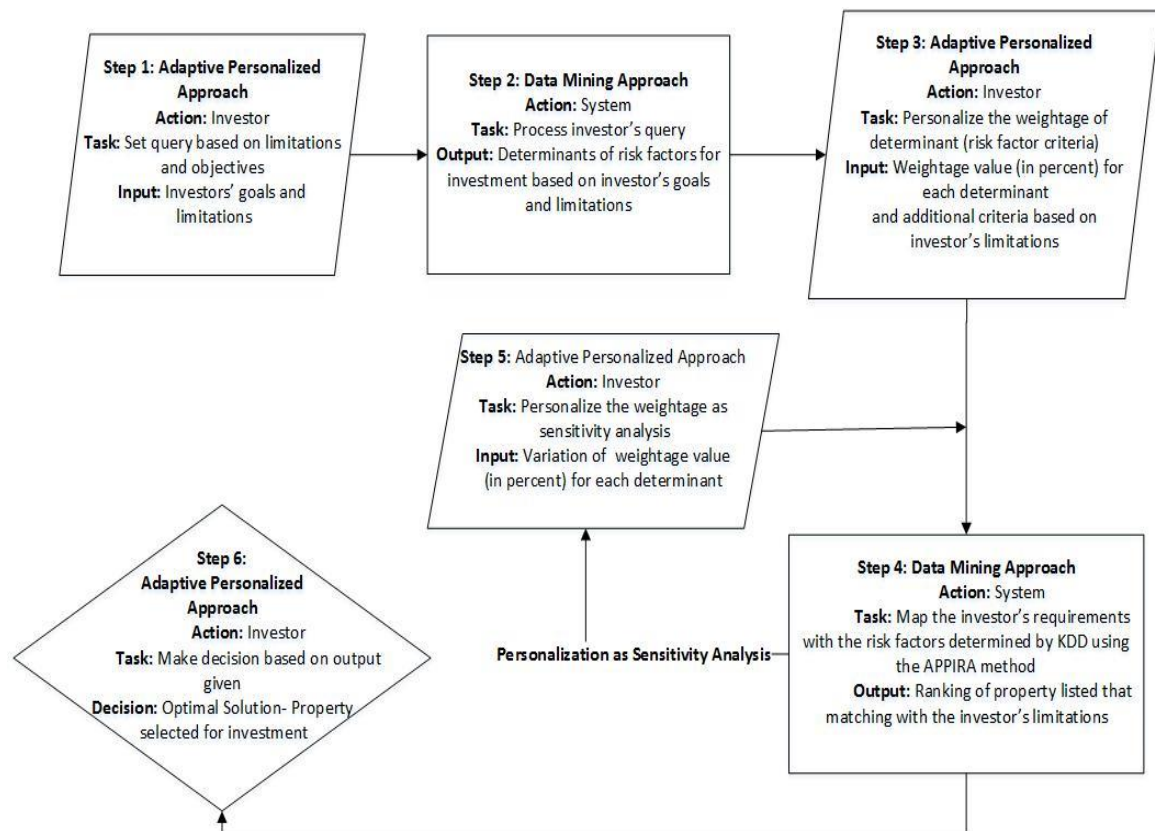 Step 1: Adaptive Personalized
Approach
Action: Investor
Task: Set query based on limitations
and objectives
Input: Investors' goals and
limitations
Step 2: Data Mining Approach
Action: System
Task: Process investor's query
Output: Determinants of risk factors for
investment based on investor's goals
and limitations
Step 3: Adaptive Personalized
Approach
Action: Investor
Task: Personalize the weightage of
determinant (risk factor criteria)
Input: Weightage value (in percent) for
each determinant
and additional criteria based on
investor's limitations
Step 4: Data Mining Approach
Action: System
Task: Map the investor's requirements
with the risk factors determined by KDD using
the APPIRA method
Output: Ranking of property listed that
matching with the investor's limitations
Personalization as Sensitivity Analysis
Step 5: Adaptive Personalized Approach
Action: Investor
Task: Personalize the weightage as
sensitivity analysis
Input: Variation of weightage value
(in percent) for each determinant
Step 6:
Adaptive Personalized
Approach
Action: Investor
Task: Make decision based on output
given
Decision: Optimal Solution- Property
selected for investment